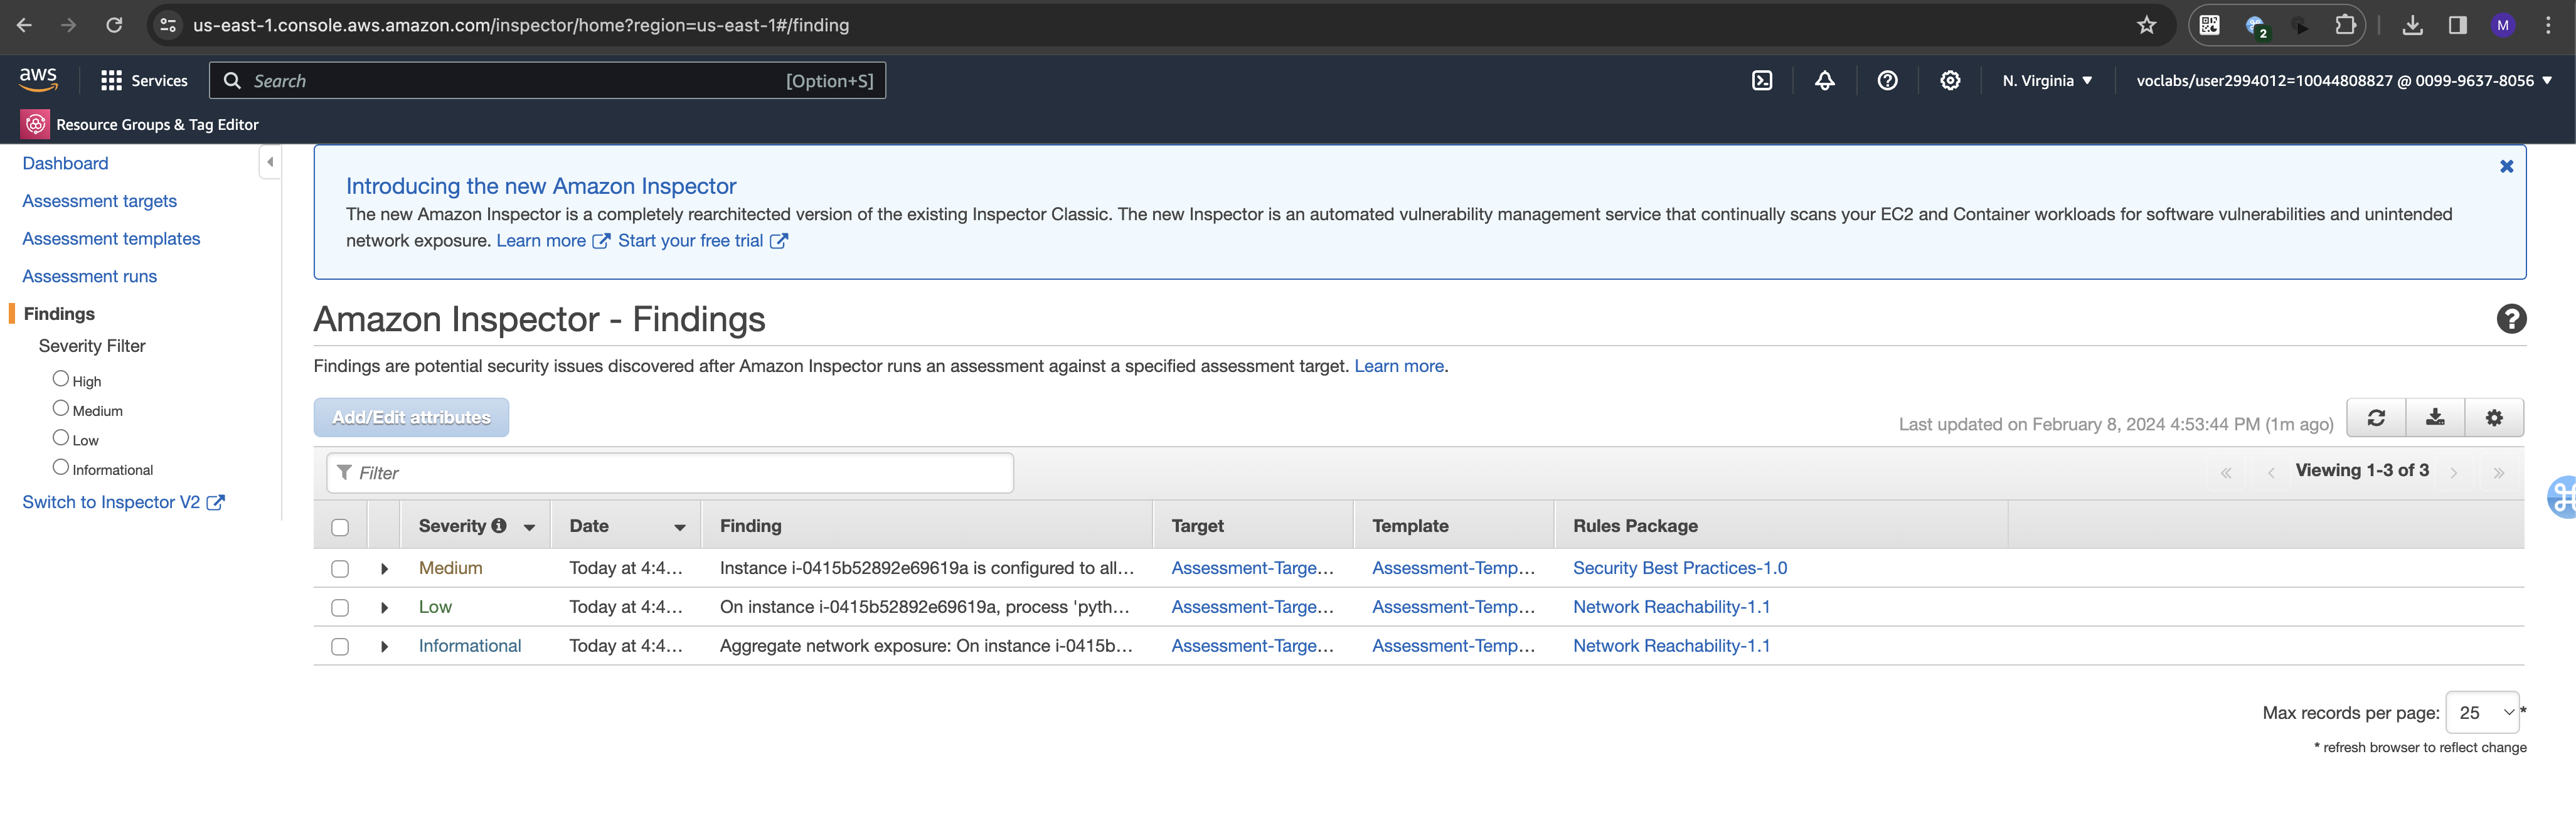 us-east-1.console.aws.amazon.com/inspector/home?region=us-east-1#/finding
2
M
aws
Services
Search
[Option+S]
N. Virginia
voclabs/user2994012=10044808827 @ 0099-9637-8056
Resource Groups & Tag Editor
Dashboard
Assessment targets
Assessment templates
Assessment runs
Findings
Severity Filter
High
Medium
Low
Informational
Switch to Inspector V2
Introducing the new Amazon Inspector
The new Amazon Inspector is a completely rearchitected version of the existing Inspector Classic. The new Inspector is an automated vulnerability management service that continually scans your EC2 and Container workloads for software vulnerabilities and unintended
network exposure. Learn more Start your free trial
Amazon Inspector - Findings
Findings are potential security issues discovered after Amazon Inspector runs an assessment against a specified assessment target. Learn more.
Add/Edit attributes
Last updated on February 8, 2024 4:53:44 PM (1m ago)
Filter
Viewing 1-3 of 3
Severity Date Finding Target Template Rules Package
Medium Today at 4:4... Instance i-0415b52892e69619a is configured to all... Assessment-Targe... Assessment-Temp... Security Best Practices-1.0
Low Today at 4:4... On instance i-0415b52892e69619a, process 'pyth... Assessment-Targe... Assessment-Temp... Network Reachability-1.1
Informational Today at 4:4... Aggregate network exposure: On instance i-0415b... Assessment-Targe... Assessment-Temp... Network Reachability-1.1
Max records per page: 25 *
* refresh browser to reflect change